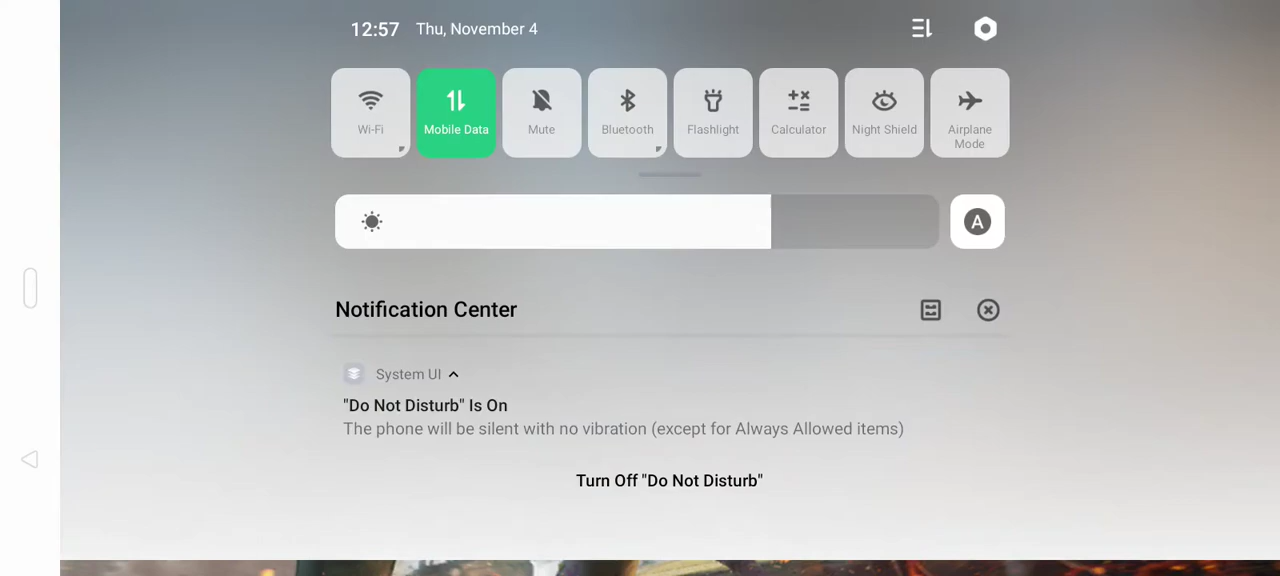 12:57 Thu, November 4
Wi-Fi
Mobile Data
Mute
Bluetooth
Flashlight
Calculator
Night Shield
Airplane
Mode
A
Notification Center
System UI
"Do Not Disturb" Is On
The phone will be silent with no vibration (except for Always Allowed items)
Turn Off "Do Not Disturb"